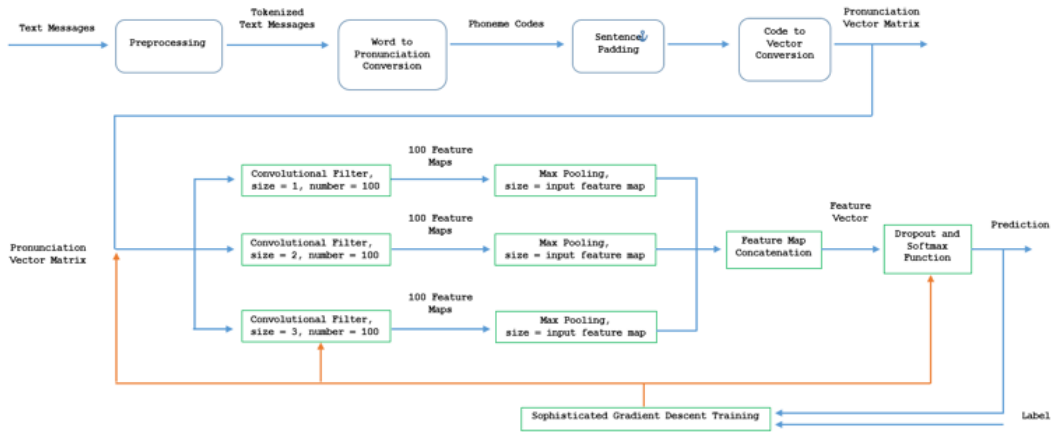 Text Messages
Preprocessing
Tokenized
Text Messages
Word to
Pronunciation
Conversion
Phoneme Codes
Sentence
Padding
Code to
Vector
Conversion
Pronunciation
Vector Matrix
Pronunciation
Vector Matrix
Convolutional Filter,
size = 1, number = 100
100 Feature
Maps
Max Pooling,
size = input feature map
Convolutional Filter,
size = 2, number = 100
100 Feature
Maps
Max Pooling,
size = input feature map
Convolutional Filter,
size = 3, number = 100
100 Feature
Maps
Max Pooling,
size = input feature map
Feature Map
Concatenation
Feature
Vector
Dropout and
Softmax
Function
Prediction
Sophisticated Gradient Descent Training
Label